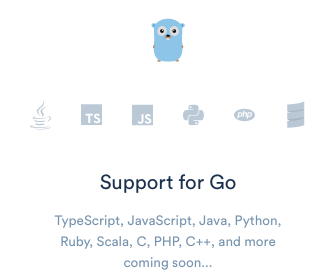 TS JS php
Support for Go
TypeScript, JavaScript, Java, Python,
Ruby, Scala, C, PHP, C++, and more
coming soon...